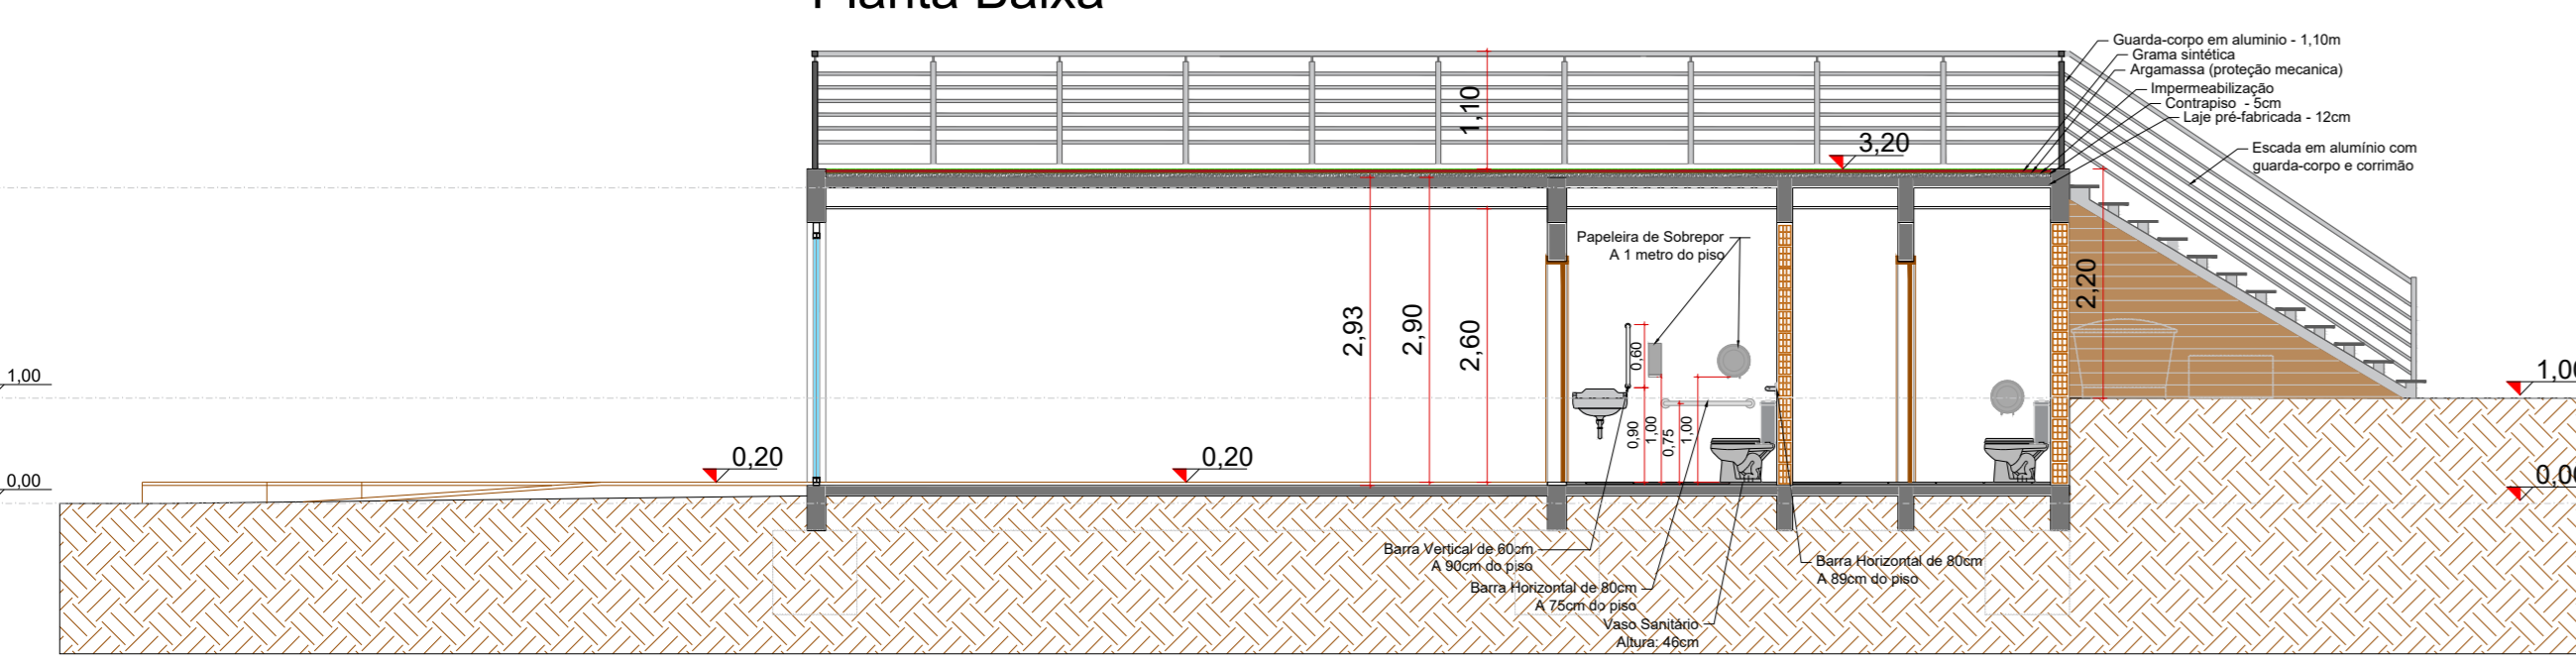 Planta Baixa
Guarda-corpo em aluminio - 1,10m
Grama sintética
Argamassa (proteção mecanica)
Impermeabilização
Contrapiso - 5cm
Laje pré-fabricada - 12cm
Escada em alumínio com
guarda-corpo e corrimão
1,10
3,20
Papeleira de Sobrepor
A 1 metro do piso
2,20
2,93
2,90
2,60
0,60
1,00
1,00
0,90
1,00
0,75
1,00
0,20
0,20
0,00
0,00
Barra Vertical de 60cm
A 90cm do piso
Barra Horizontal de 80cm
A 89cm do piso
Barra Horizontal de 80cm
A 75cm do piso
Vaso Sanitário
Altura: 46cm